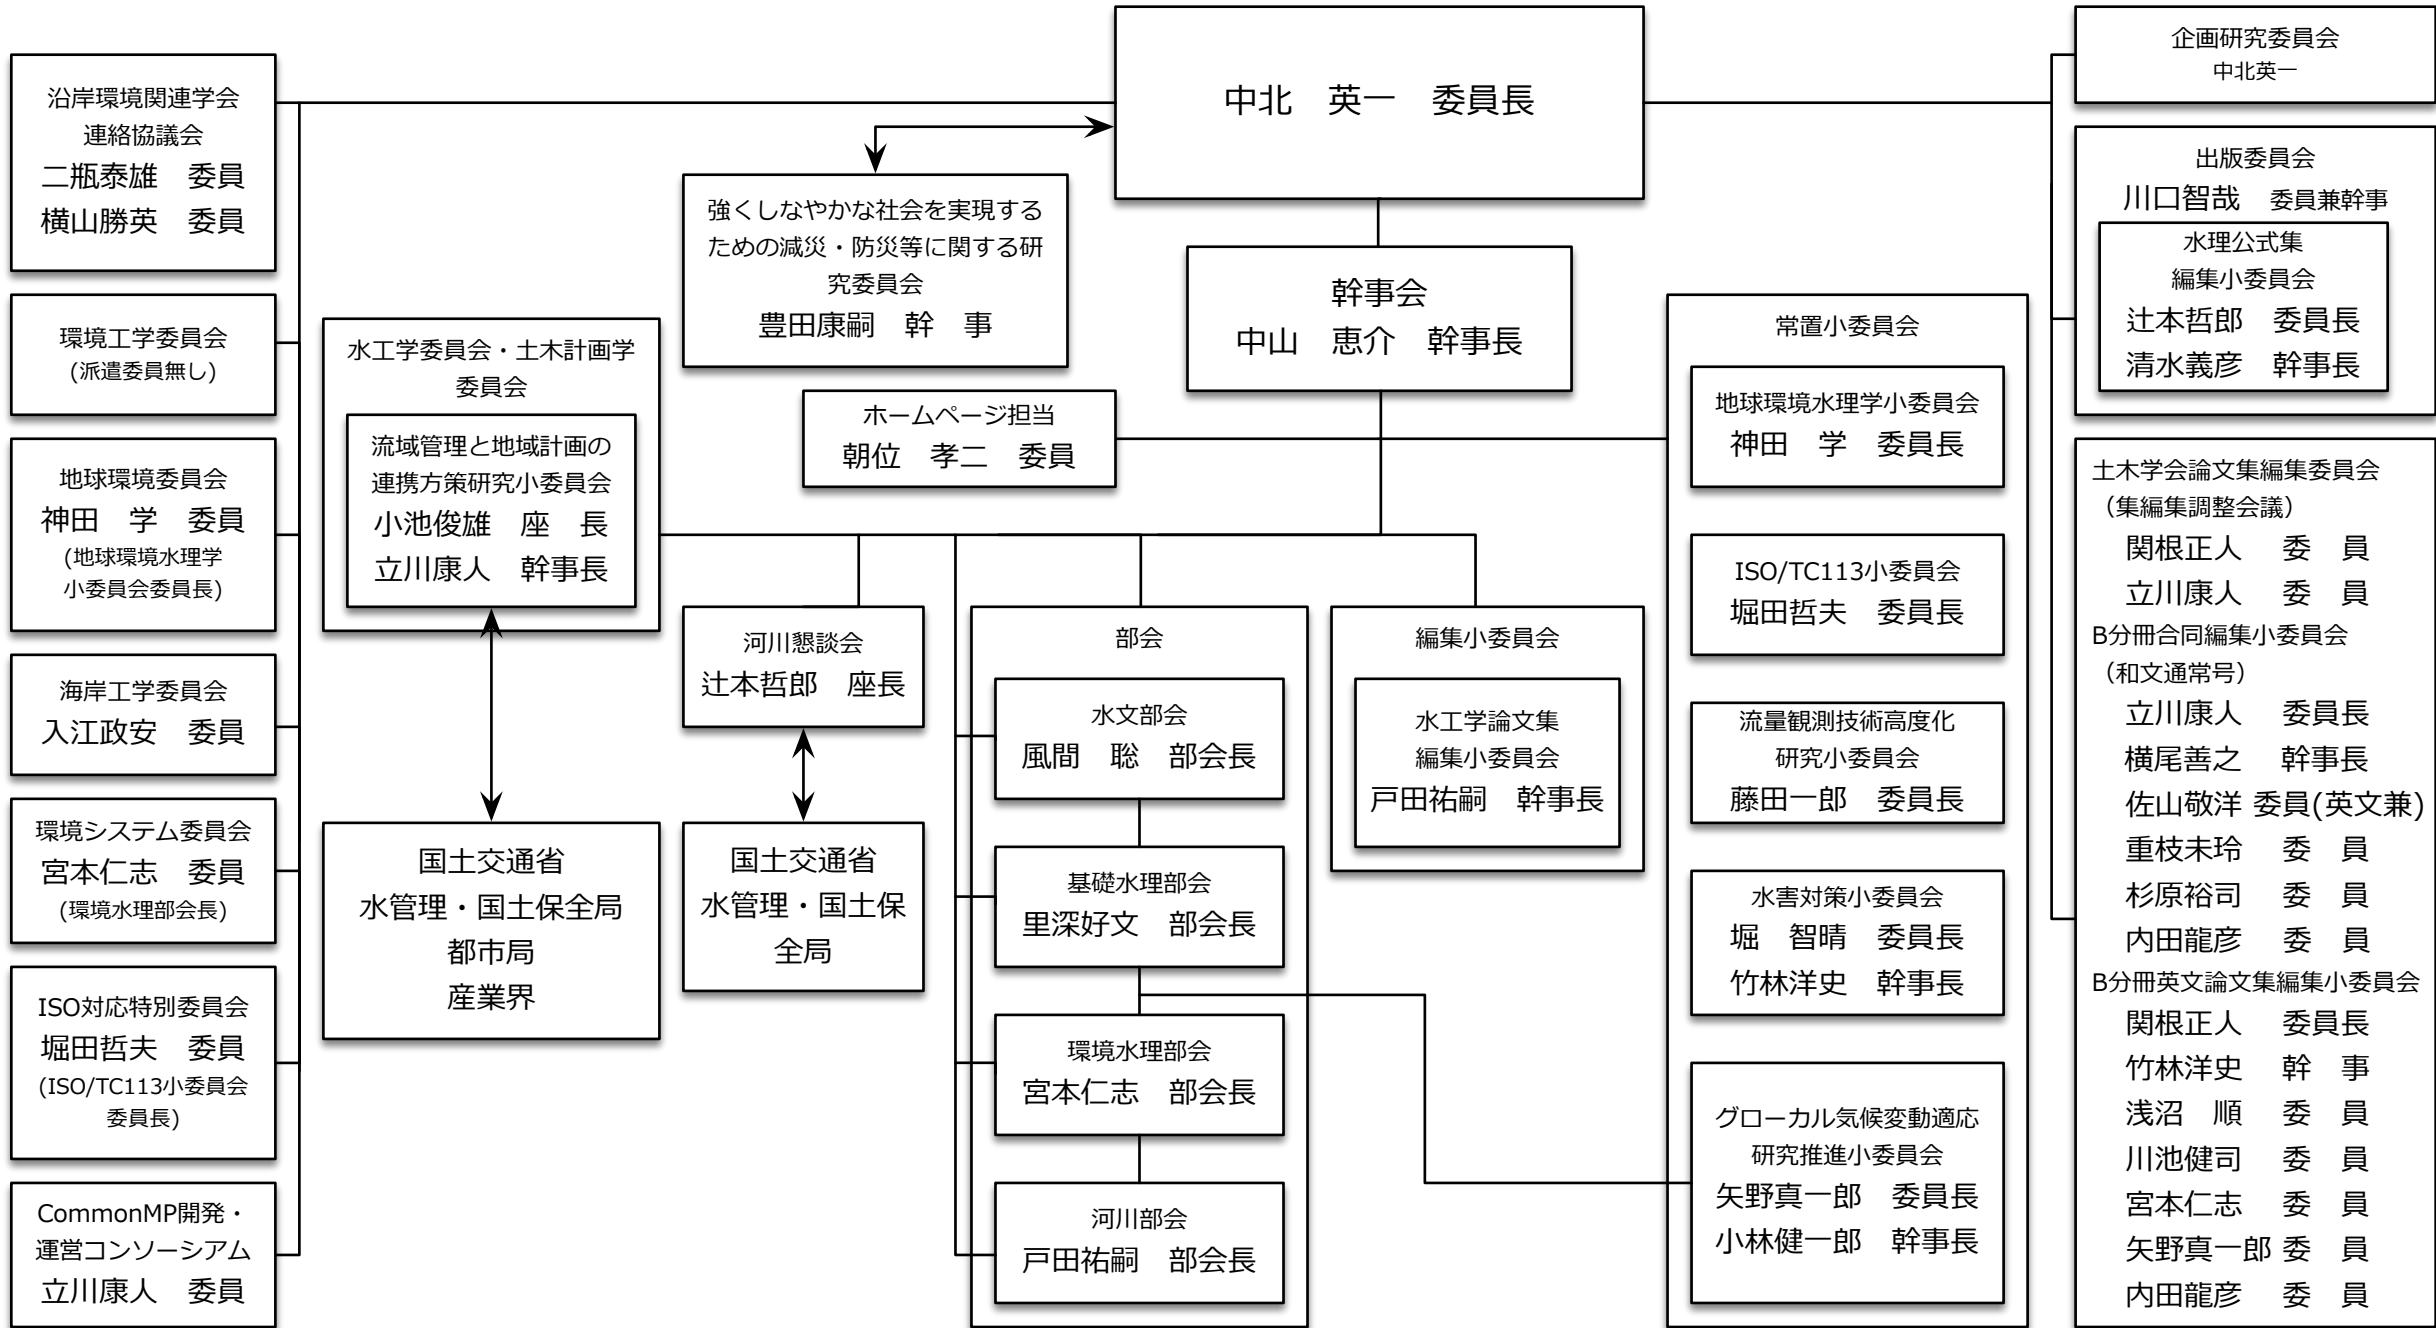 中北　英一　委員長
沿岸環境関連学会
連絡協議会
二瓶泰雄　委員
横山勝英　委員
環境工学委員会
(派遣委員無し)
地球環境委員会
神田　学　委員
(地球環境水理学
小委員会委員長)
海岸工学委員会
入江政安　委員
環境システム委員会
宮本仁志　委員
(環境水理部会長)
ISO対応特別委員会
堀田哲夫　委員
(ISO/TC113小委員会
委員長)
CommonMP開発・
運営コンソーシアム
立川康人　委員
強くしなやかな社会を実現する
ための減災・防災等に関する研
究委員会
豊田康嗣　幹　事
幹事会
中山　恵介　幹事長
ホームページ担当
朝位　孝二　委員
水工学委員会・土木計画学
委員会
流域管理と地域計画の
連携方策研究小委員会
小池俊雄　座　長
立川康人　幹事長
国土交通省
水管理・国土保全局
都市局
産業界
河川懇談会
辻本哲郎　座長
国土交通省
水管理・国土保
全局
部会
水文部会
風間　聡　部会長
基礎水理部会
里深好文　部会長
環境水理部会
宮本仁志　部会長
河川部会
戸田祐嗣　部会長
編集小委員会
水工学論文集
編集小委員会
戸田祐嗣　幹事長
常置小委員会
地球環境水理学小委員会
神田　学　委員長
ISO/TC113小委員会
堀田哲夫　委員長
流量観測技術高度化
研究小委員会
藤田一郎　委員長
水害対策小委員会
堀　智晴　委員長
竹林洋史　幹事長
グローカル気候変動適応
研究推進小委員会
矢野真一郎　委員長
小林健一郎　幹事長
企画研究委員会
中北英一
出版委員会
川口智哉　委員兼幹事
水理公式集
編集小委員会
辻本哲郎　委員長
清水義彦　幹事長
土木学会論文集編集委員会
（集編集調整会議）
関根正人　委　員
立川康人　委　員
B分冊合同編集小委員会
（和文通常号）
立川康人　委員長
横尾善之　幹事長
佐山敬洋 委員(英文兼)
重枝未玲　委　員
杉原裕司　委　員
内田龍彦　委　員
B分冊英文論文集編集小委員会
関根正人　委員長
竹林洋史　幹　事
浅沼　順　委　員
川池健司　委　員
宮本仁志　委　員
矢野真一郎 委　員
内田龍彦　委　員